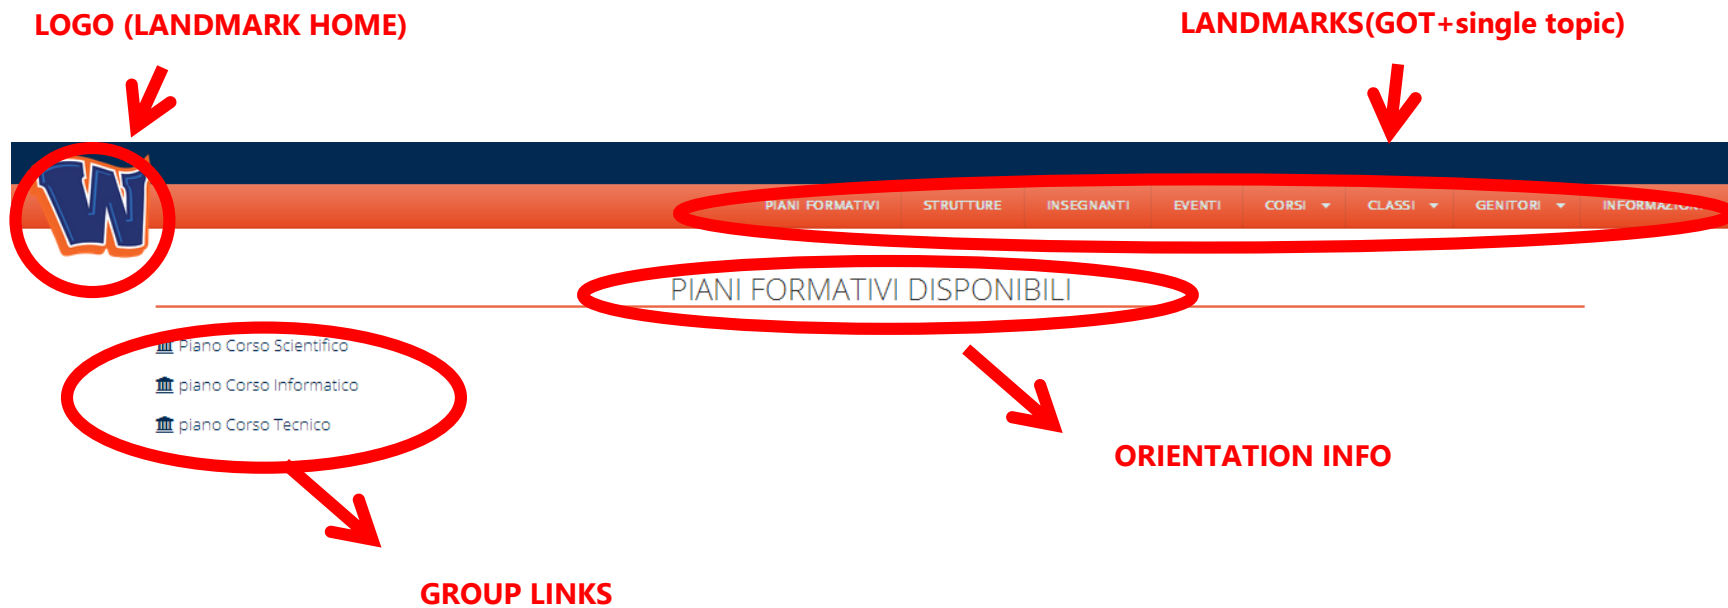 LOGO (LANDMARK HOME)
LANDMARKS(GOT+single topic)
W
PIANI FORMATIVI STRUTTURE INSEGNANTI EVENTI CORSI CLASSI GENITORI INFORMAZIONI
PIANI FORMATIVI DISPONIBILI
Piano Corso Scientifico
piano Corso Informatico
piano Corso Tecnico
ORIENTATION INFO
GROUP LINKS